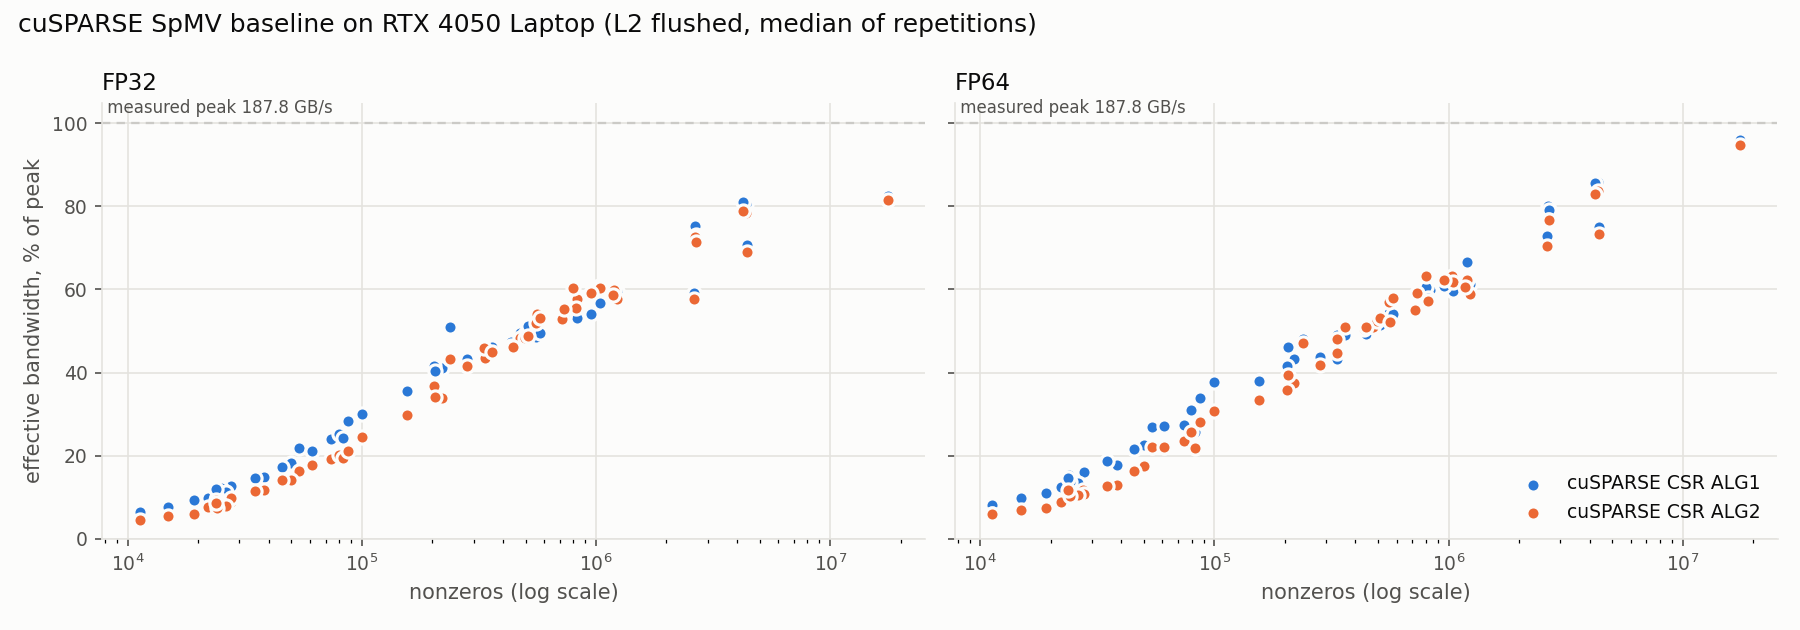 cuSPARSE SpMV baseline on RTX 4050 Laptop (L2 flushed, median of repetitions)
FP32
measured peak 187.8 GB/s
effective bandwidth, % of peak
100
80
60
40
20
0
10⁴
10⁵
10⁶
10⁷
nonzeros (log scale)
FP64
measured peak 187.8 GB/s
cuSPARSE CSR ALG1
cuSPARSE CSR ALG2
10⁴
10⁵
10⁶
10⁷
nonzeros (log scale)